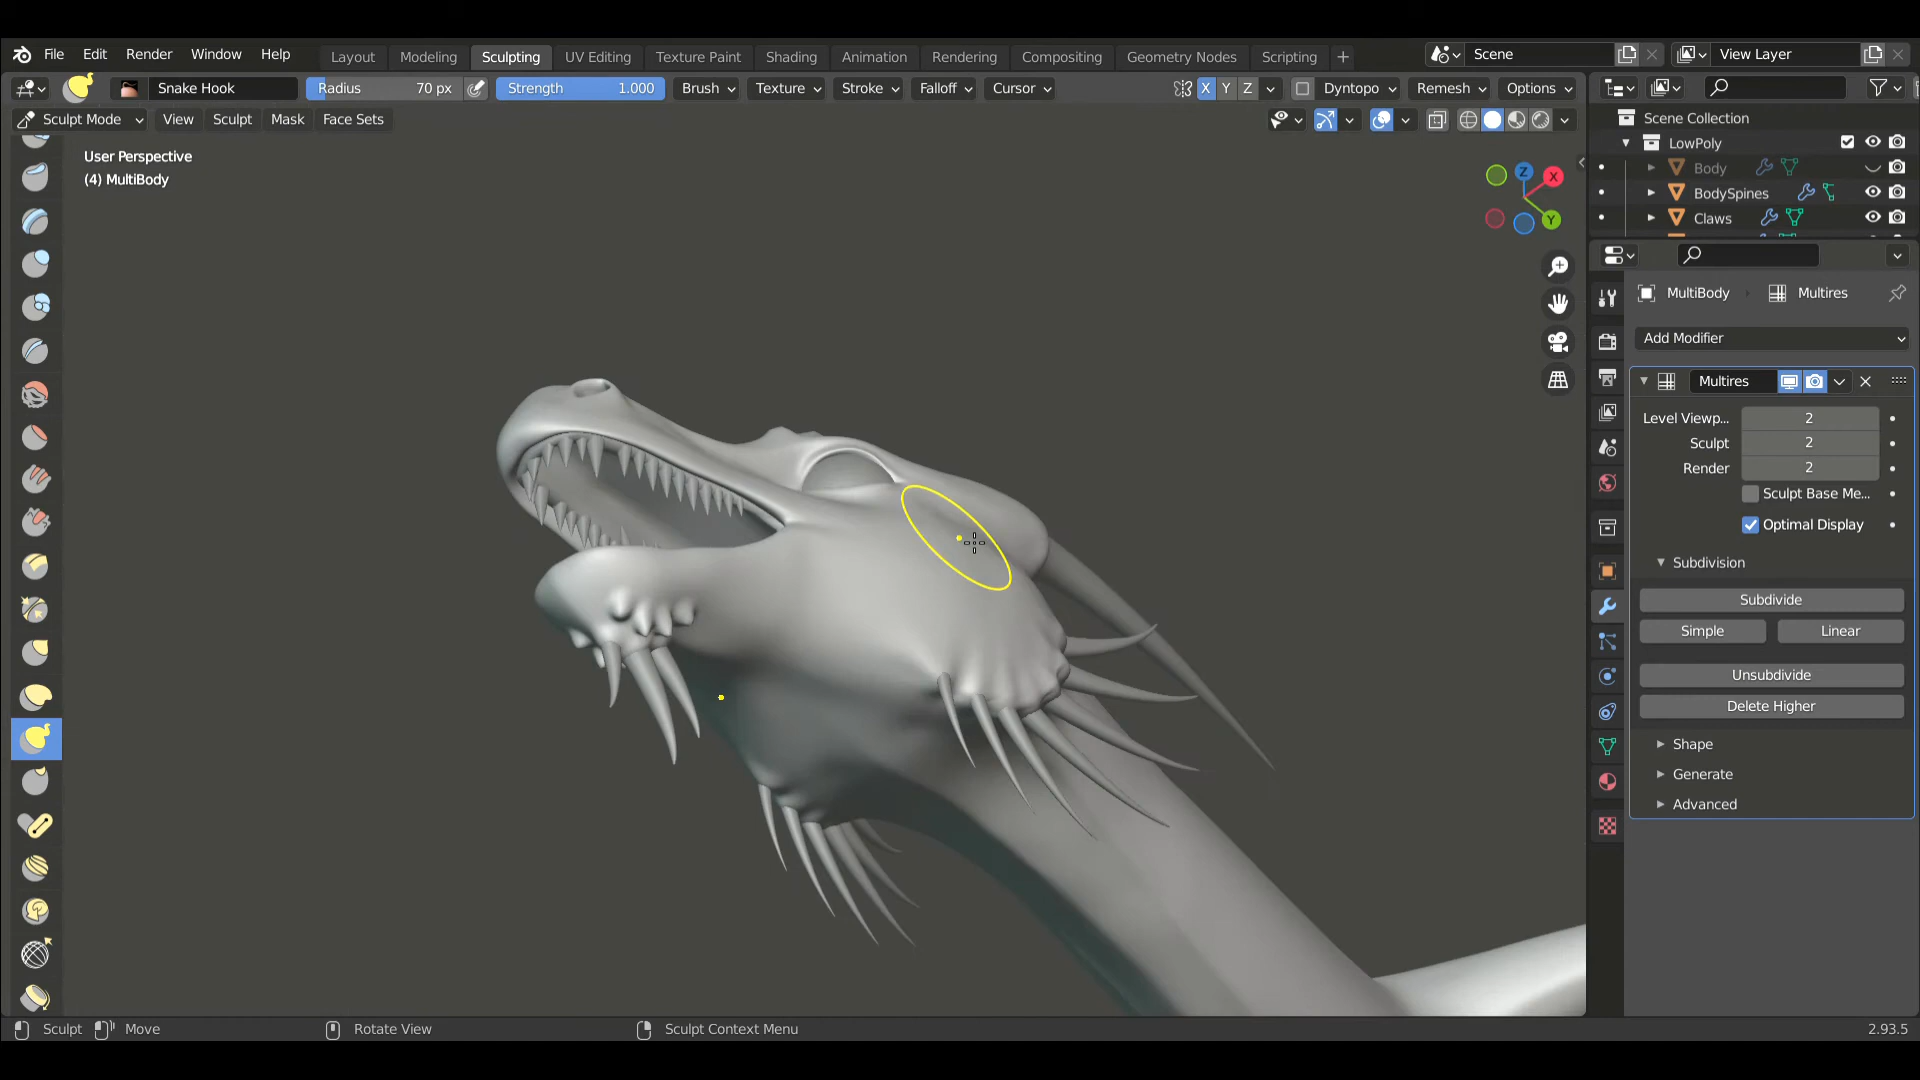 File Edit Render Window Help Layout Modeling Sculpting UV Editing Texture Paint Shading Animation Rendering Compositing Geometry Nodes Scripting + Scene View Layer
Snake Hook Radius 70 px Strength 1.000 Brush Texture Stroke Falloff Cursor X Y Z Dyntopo Remesh Options
Sculpt Mode View Sculpt Mask Face Sets
User Perspective
(4) MultiBody
Z X Y
Scene Collection
LowPoly
Body
BodySpines
Claws
MultiBody Multires
Add Modifier
Multires
Level Viewp... 2
Sculpt 2
Render 2
Sculpt Base Me...
Optimal Display
Subdivision
Subdivide
Simple Linear
Unsubdivide
Delete Higher
Shape
Generate
Advanced
Sculpt Move Rotate View Sculpt Context Menu 2.93.5